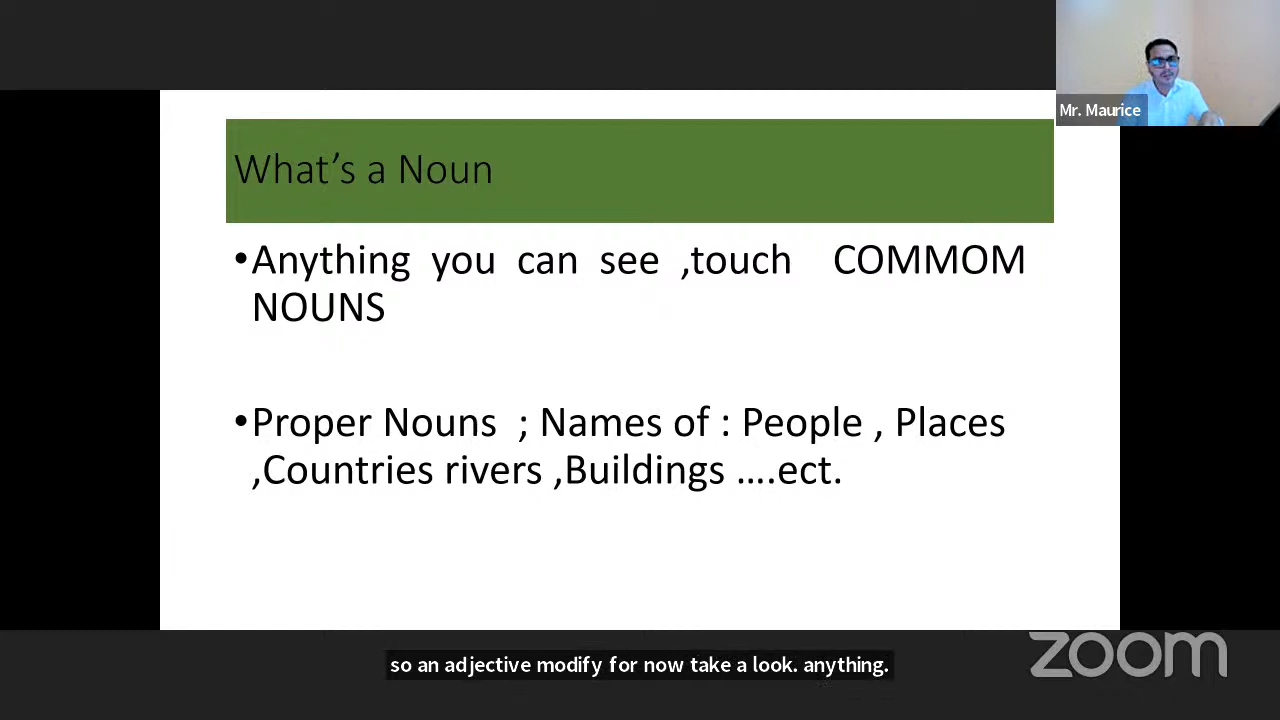 Mr. Maurice
What's a Noun
•Anything you can see ,touch COMMOM
NOUNS
•Proper Nouns ; Names of : People , Places
,Countries rivers ,Buildings ….ect.
so an adjective modify for now take a look. anything.
zoom